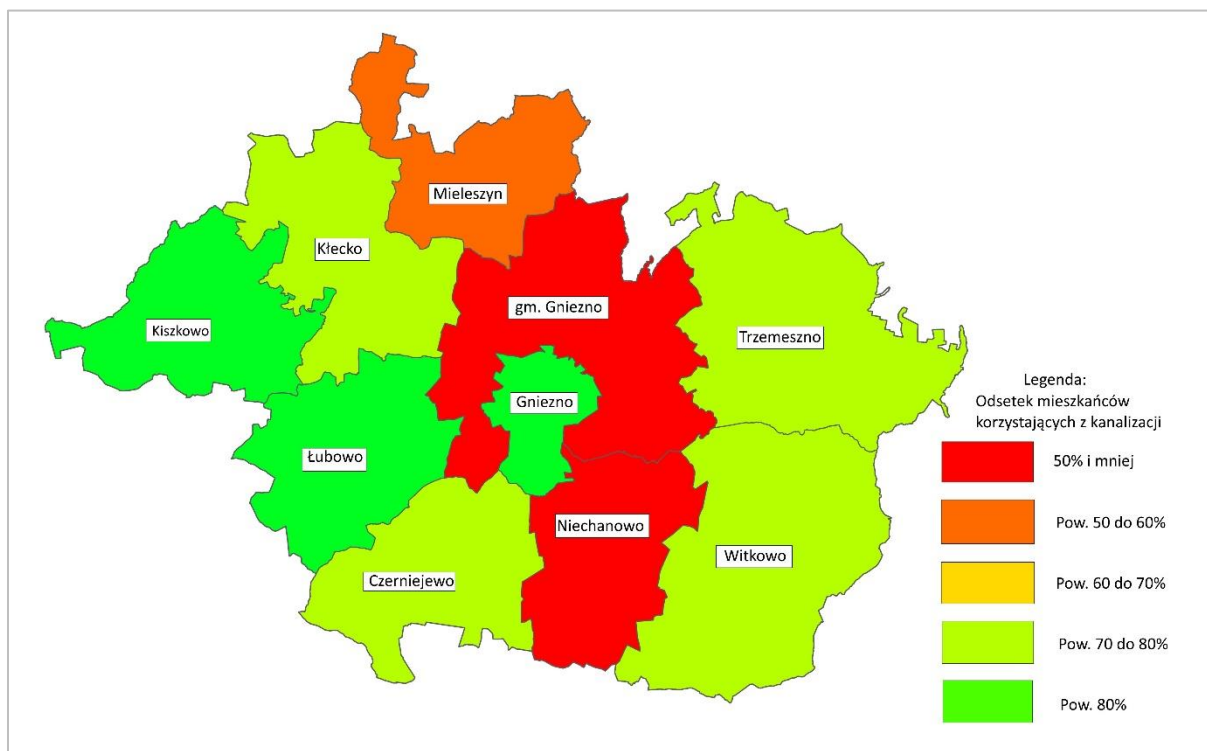 Mieleszyn
Kłecko
Kiszkowo
gm. Gniezno
Trzemeszno
Gniezno
Łubowo
Niechanowo
Witkowo
Czerniejewo
Legenda:
Odsetek mieszkańców
korzystających z kanalizacji
50% i mniej
Pow. 50 do 60%
Pow. 60 do 70%
Pow. 70 do 80%
Pow. 80%